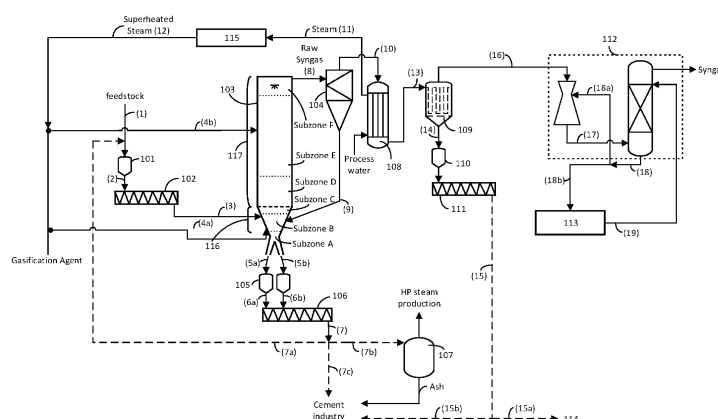 Superheated
Steam (12)
115
Steam (11)
Raw
Syngas
(8)
(10)
(16)
112
feedstock
(1)
103
104
(13)
(18a)
(4b)
Subzone F
(14)
109
101
117
Subzone E
Process
water
108
110
(17)
(2)
102
Subzone D
111
(18)
(3)
Subzone C
(9)
(18b)
(4a)
116
Subzone B
113
(19)
Subzone A
Gasification Agent
(5a)
(5b)
105
(15)
(6a)
(6b)
106
HP steam
production
(7)
(7a)
(7b)
107
(7c)
Ash
Cement
industry
(15b)
(15a)